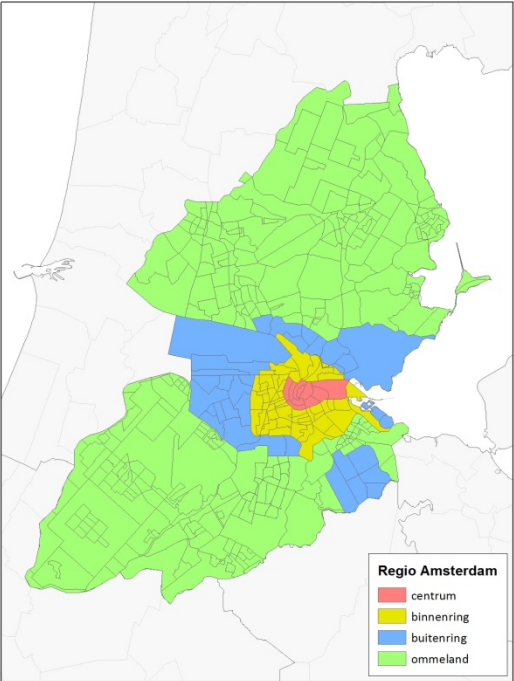 Regio Amsterdam
centrum
binnenring
buitenring
ommeland